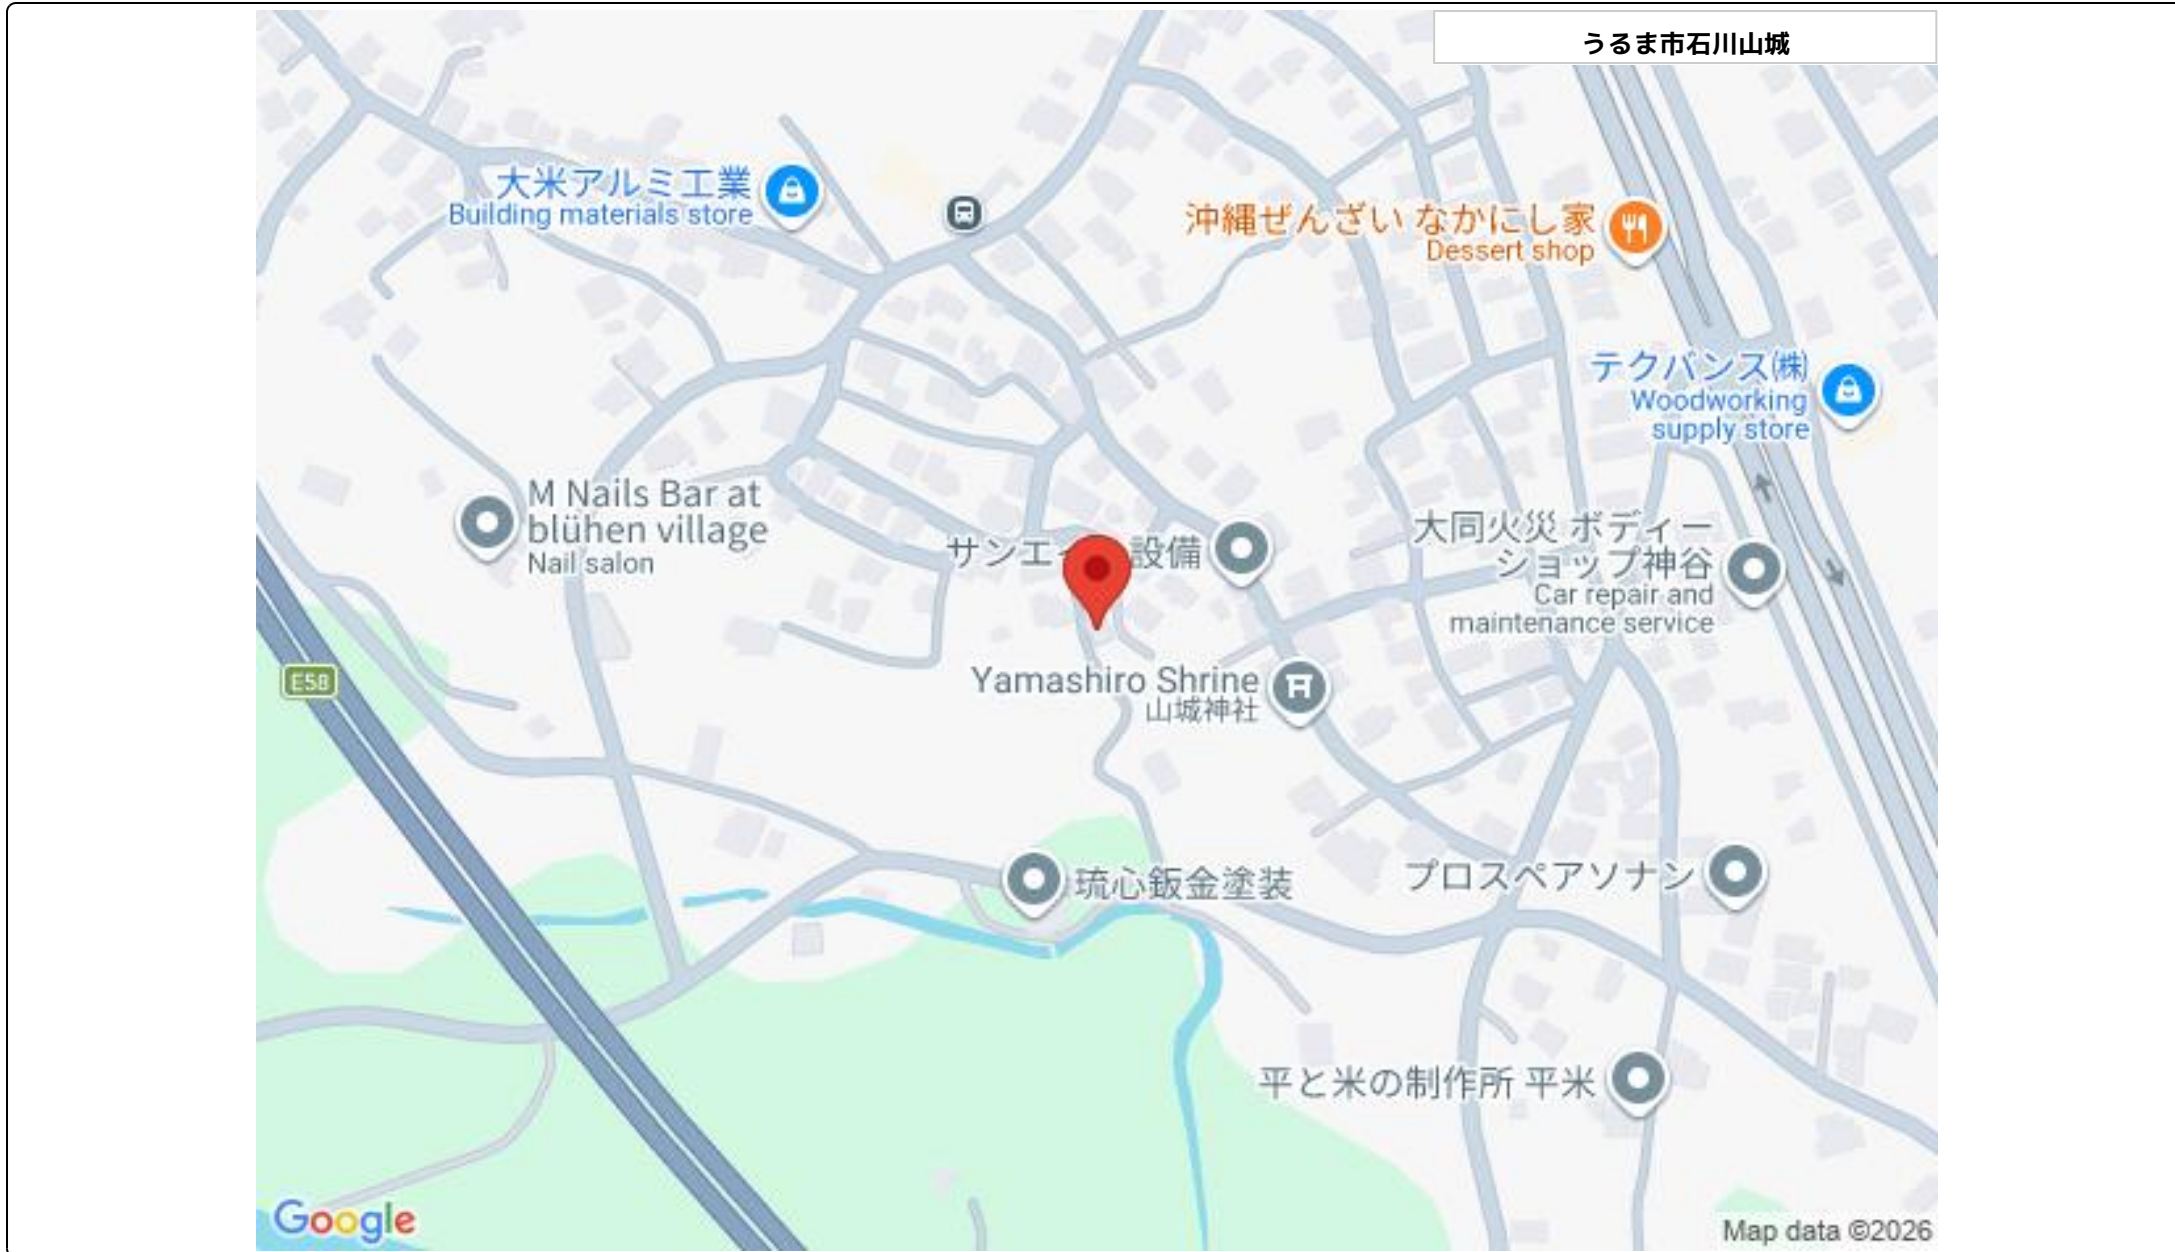 うるま市石川山城
大米アルミ工業
Building materials store
沖縄ぜんざい なかにし家
Dessert shop
テクバンス㈱
Woodworking
supply store
M Nails Bar at
blühen village
Nail salon
サンエ
設備
大同火災 ボディー
ショップ神谷
Car repair and
maintenance service
E58
Yamashiro Shrine
山城神社
琉心鈑金塗装
プロスペアソナン
平と米の制作所 平米
Google
Map data ©2026